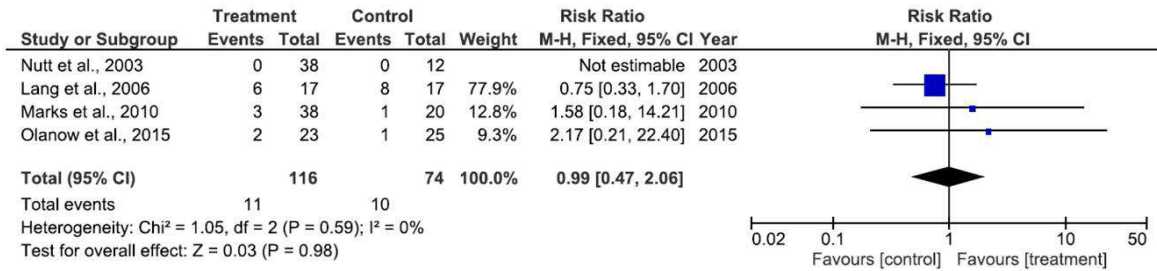 Treatment Control Risk Ratio Risk Ratio
Study or Subgroup Events Total Events Total Weight M-H, Fixed, 95% CI Year M-H, Fixed, 95% CI
Nutt et al., 2003 0 38 0 12 Not estimable 2003
Lang et al., 2006 6 17 8 17 77.9% 0.75 [0.33, 1.70] 2006
Marks et al., 2010 3 38 1 20 12.8% 1.58 [0.18, 14.21] 2010
Olanow et al., 2015 2 23 1 25 9.3% 2.17 [0.21, 22.40] 2015
Total (95% CI) 116 74 100.0% 0.99 [0.47, 2.06]
Total events 11 10
Heterogeneity: Chi² = 1.05, df = 2 (P = 0.59); I² = 0%
Test for overall effect: Z = 0.03 (P = 0.98)
0.02 0.1 1 10 50
Favours [control] Favours [treatment]